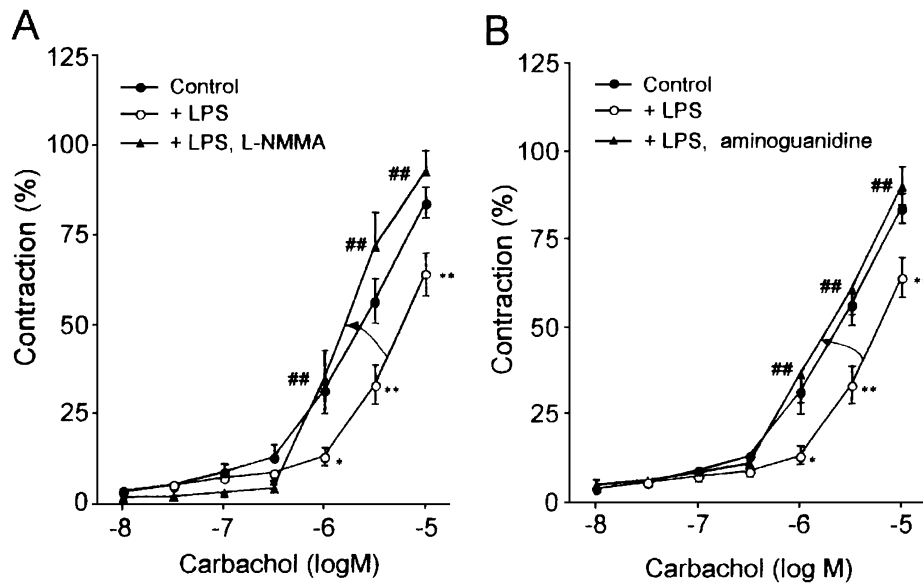 A
125
100
75
50
25
0
Contraction (%)
Control
+ LPS
+ LPS, L-NMMA
##
##
##
**
**
*
-8 -7 -6 -5
Carbachol (logM)
B
125
100
75
50
25
0
Contraction (%)
Control
+ LPS
+ LPS, aminoguanidine
##
##
##
*
**
*
-8 -7 -6 -5
Carbachol (log M)